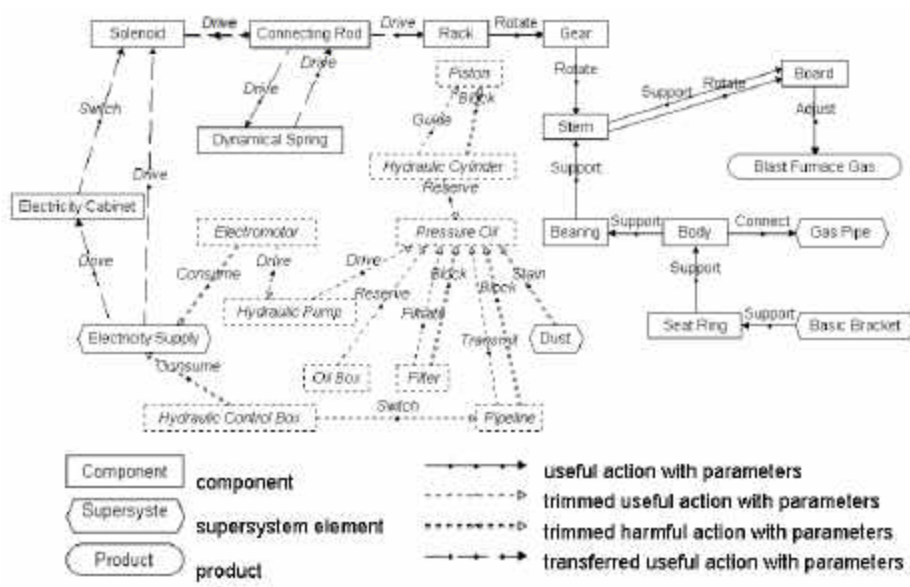 Drive
Drive
Solenoid
Connecting Rod
Rack
Rotate
Gear
Piston
Rotate
Board
Drive
Drive
Block
Support
Rotate
Switch
Guide
Adjust
Stem
Dynamical Spring
Hydraulic Cylinder
Support
Blast Furnace Gas
Drive
Reserve
Electricity Cabinet
Electromotor
Pressure Oil
Bearing
Support
Body
Connect
Gas Pipe
Drive
Consume
Drive
Drive
Block
Stain
Support
Reserve
Block
Hydraulic Pump
Filtrate
Electricity Supply
Transmit
Dust
Seat Ring
Support
Basic Bracket
Consume
Oil Box
Filter
Switch
Hydraulic Control Box
Pipeline
Component
component
useful action with parameters
trimmed useful action with parameters
Supersyste
supersystem element
trimmed harmful action with parameters
Product
product
transferred useful action with parameters